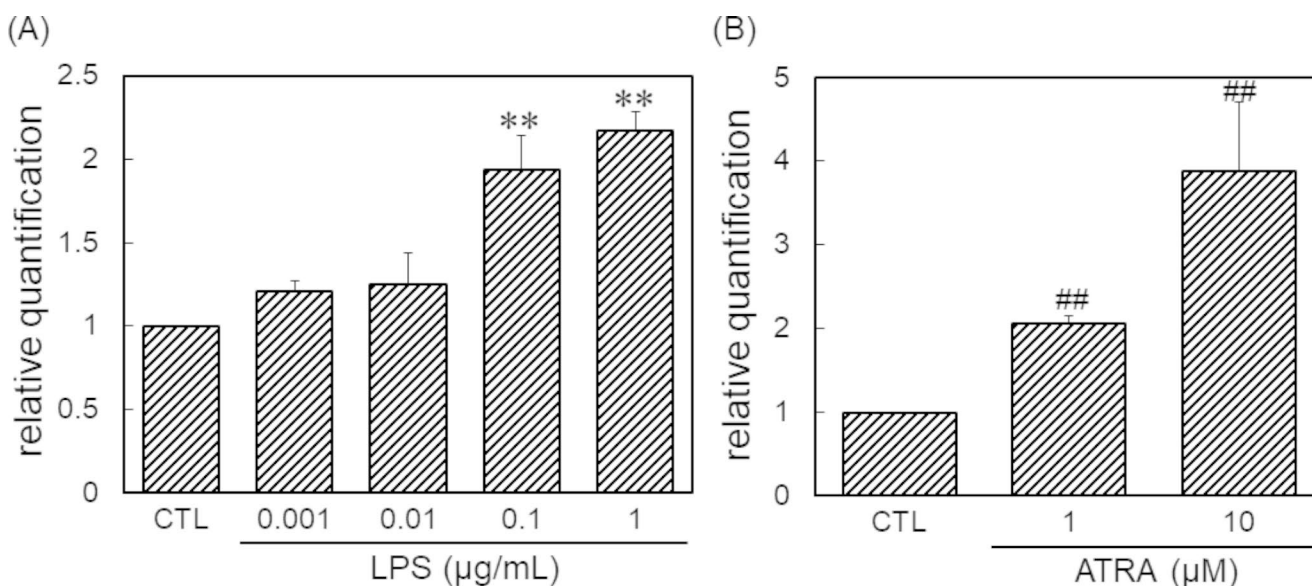 (A)
relative quantification
2.5
2
1.5
1
0.5
0
**
**
CTL
0.001
0.01
0.1
1
LPS (µg/mL)
(B)
relative quantification
5
4
3
2
1
0
##
##
CTL
1
10
ATRA (µM)